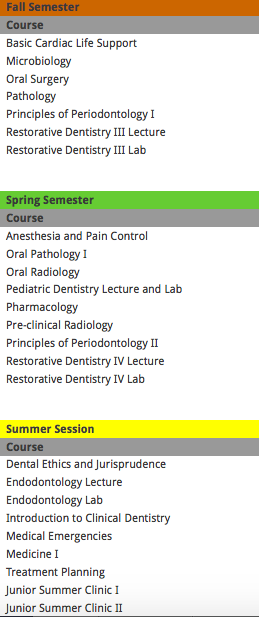 Fall Semester
Course
Basic Cardiac Life Support
Microbiology
Oral Surgery
Pathology
Principles of Periodontology I
Restorative Dentistry III Lecture
Restorative Dentistry III Lab
Spring Semester
Course
Anesthesia and Pain Control
Oral Pathology I
Oral Radiology
Pediatric Dentistry Lecture and Lab
Pharmacology
Pre-clinical Radiology
Principles of Periodontology II
Restorative Dentistry IV Lecture
Restorative Dentistry IV Lab
Summer Session
Course
Dental Ethics and Jurisprudence
Endodontology Lecture
Endodontology Lab
Introduction to Clinical Dentistry
Medical Emergencies
Medicine I
Treatment Planning
Junior Summer Clinic I
Junior Summer Clinic II